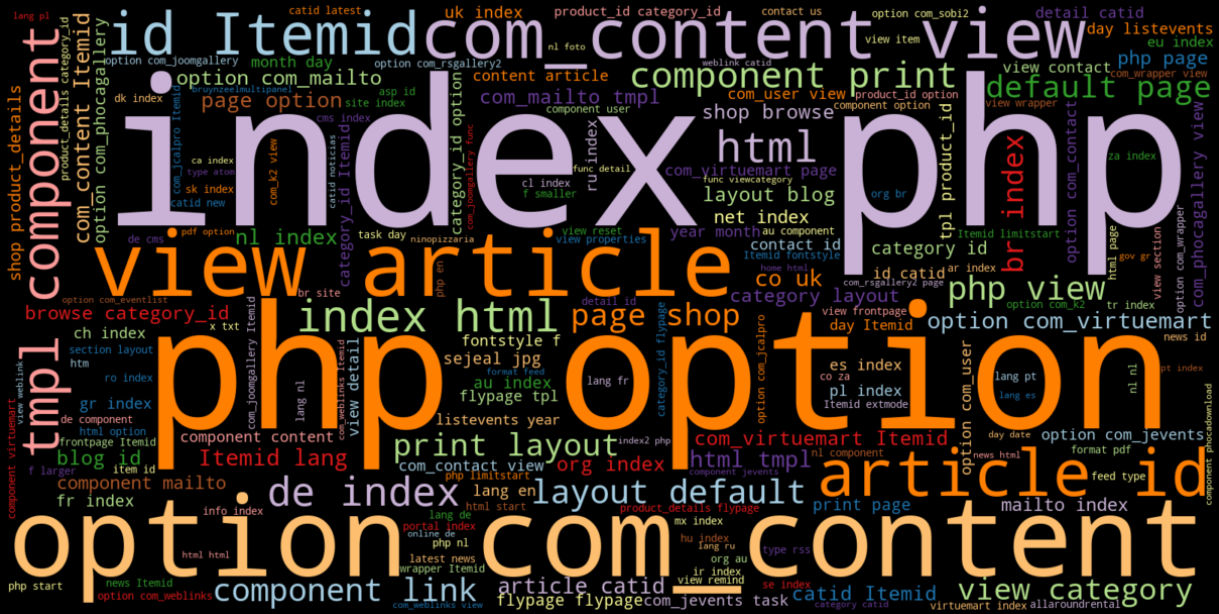 lang pl
catid latest
uk index
product_id category_id
contact us
option com_sobi2
detail catid
id Itemid
com_content view
day listevents
nl foto
view item
eu index
option com_joomgallery
month day
option com_rsgallery2
weblink catid
view contact
php page
component
com_content Itemid
option com_phocagallery
product_details category_id
option com_mailto
content article
component print
com_wrapper view
bruynzeelmultipanel
asp id
default page
shop product_details
dk index
page option
site index
com_mailto tmpl
com_user view
product_id option
component option
view wrapper
component user
shop browse
cms index
com_jcalpro Itemid
category_id Itemid
category_id option
com_joomgallery func
index php
html
ru index
tpl product_id
br index
option com_contact
com_phocagallery view
ca index
type atom
com_k2 view
catid noticias
func detail
com_virtuemart page
func viewcategory
za index
sk index
catid new
cl index
f smaller
layout blog
org br
net index
pdf option
nl index
task day
ninopizzaria
view reset
view properties
year month
au component
Itemid limitstart
de cms
php en
contact id
Itemid fontstyle
category id
html page
gov gr
view section
option com_wrapper
view article
home html
co uk
id catid
ar index
com_rsgallery2 page
php view
option com_eventlist
br site
detail id
category layout
option com_k2
tr index
browse category_id
index html
page shop
view frontpage
day Itemid
option com_virtuemart
ch index
x txt
fontstyle f
option com_jcalpro
news id
tmpl
section layout
com_joomgallery Itemid
com_weblinks Itemid
view detail
sejeal jpg
category_id flypage
php option
htm
view weblink
format feed
es index
option com_user
pt index
ro index
lang nl
au index
lang fr
co za
pl index
lang pt
lang es
nl nl
gr index
flypage tpl
Itemid extmode
component virtuemart
de component
html option
listevents year
frontpage Itemid
component content
print layout
index2 php
com_virtuemart Itemid
day date
option com_jevents
component phocadownload
blog id
Itemid lang
nl component
news html
format pdf
f larger
item id
com_contact view
org index
html tmpl
article id
component mailto
php limitstart
component jevents
feed type
fr index
de index
lang en
layout default
print page
mailto index
info index
html start
product_details flypage
option com_content
lang de
portal index
online de
mx index
php nl
hu index
lang ru
html html
latest news
org au
type rss
wrapper Itemid
ir index
php start
news Itemid
option com_weblinks
component link
article catid
view remind
se index
catid Itemid
view category
com_weblinks view
flypage flypage
com_jevents task
category catid
virtuemart index
allaroundrental